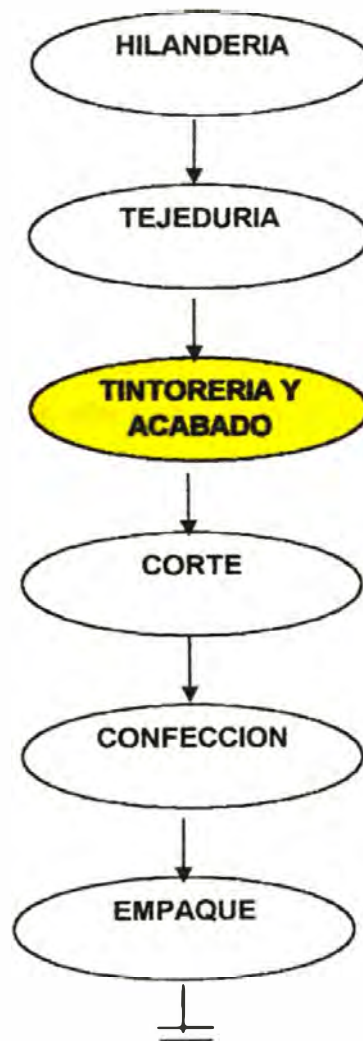 HILANDERIA
TEJEDURIA
TINTORERIA Y
ACABADO
CORTE
CONFECCION
EMPAQUE